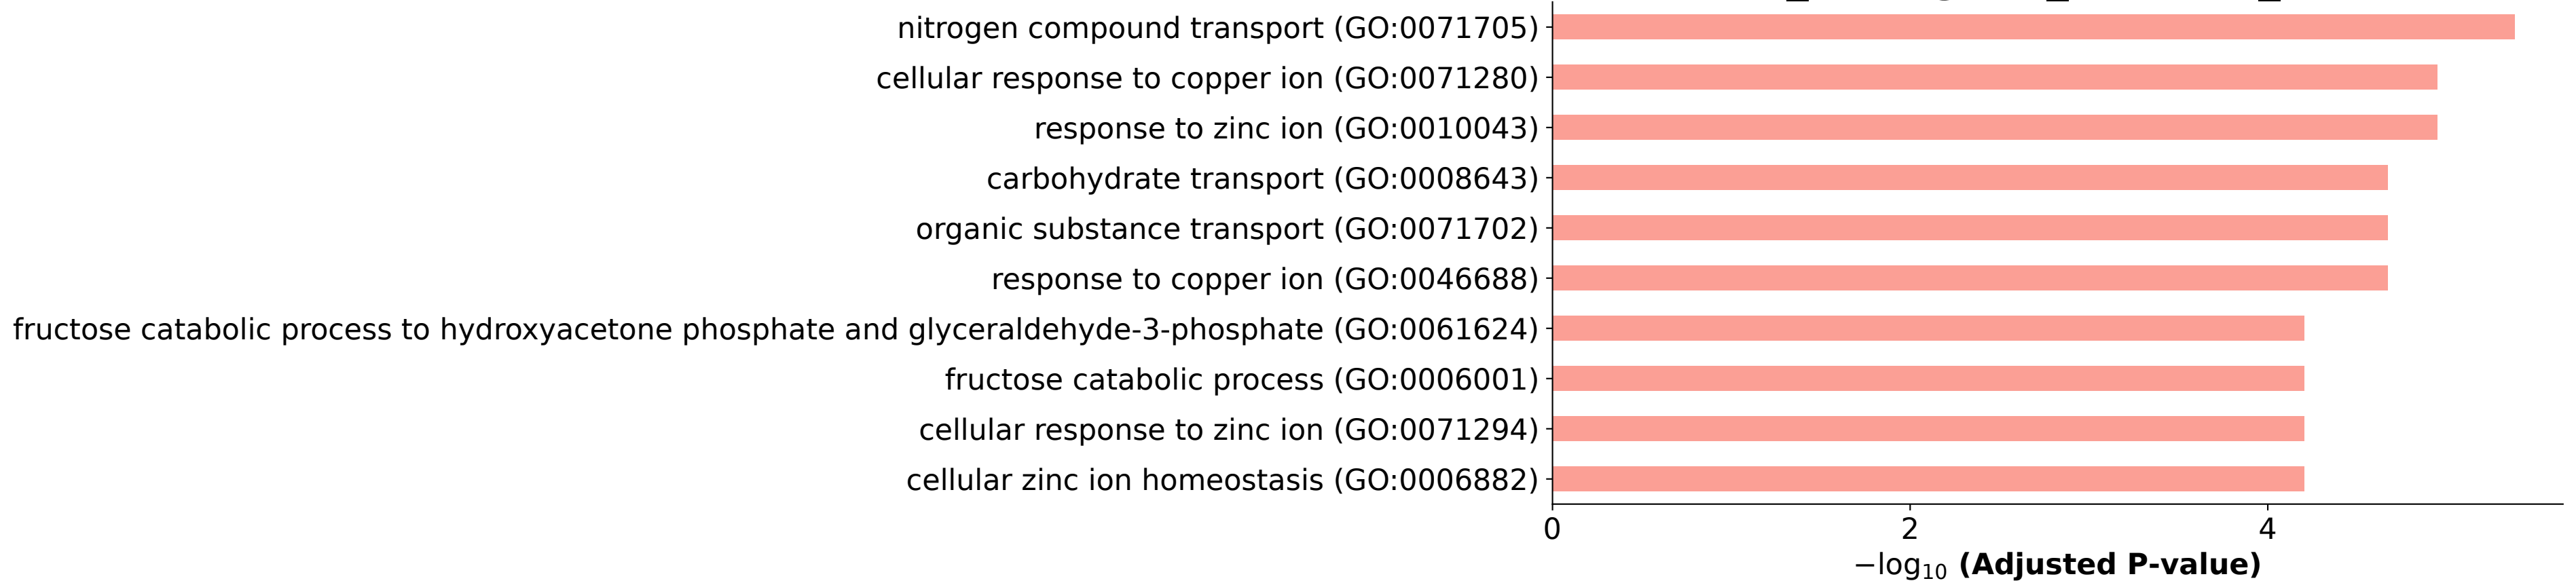 nitrogen compound transport (GO:0071705)
cellular response to copper ion (GO:0071280)
response to zinc ion (GO:0010043)
carbohydrate transport (GO:0008643)
organic substance transport (GO:0071702)
response to copper ion (GO:0046688)
fructose catabolic process to hydroxyacetone phosphate and glyceraldehyde-3-phosphate (GO:0061624)
fructose catabolic process (GO:0006001)
cellular response to zinc ion (GO:0071294)
cellular zinc ion homeostasis (GO:0006882)
0 2 4
−log₁₀ (Adjusted P-value)